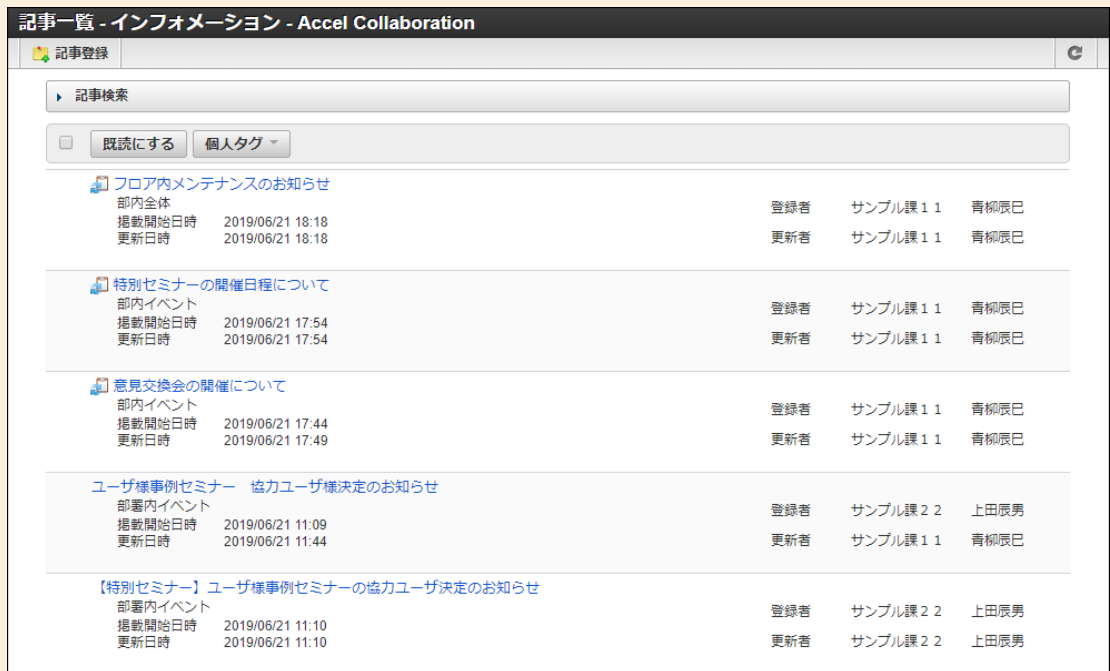 記事一覧 - インフォメーション - Accel Collaboration
記事登録
記事検索
既読にする 個人タグ
フロア内メンテナンスのお知らせ
部内全体
掲載開始日時 2019/06/21 18:18
更新日時 2019/06/21 18:18
登録者 サンプル課11 青柳辰巳
更新者 サンプル課11 青柳辰巳
特別セミナーの開催日程について
部内イベント
掲載開始日時 2019/06/21 17:54
更新日時 2019/06/21 17:54
登録者 サンプル課11 青柳辰巳
更新者 サンプル課11 青柳辰巳
意見交換会の開催について
部内イベント
掲載開始日時 2019/06/21 17:44
更新日時 2019/06/21 17:49
登録者 サンプル課11 青柳辰巳
更新者 サンプル課11 青柳辰巳
ユーザ様事例セミナー　協力ユーザ様決定のお知らせ
部署内イベント
掲載開始日時 2019/06/21 11:09
更新日時 2019/06/21 11:44
登録者 サンプル課22 上田辰男
更新者 サンプル課11 青柳辰巳
【特別セミナー】ユーザ様事例セミナーの協力ユーザ決定のお知らせ
部署内イベント
掲載開始日時 2019/06/21 11:10
更新日時 2019/06/21 11:10
登録者 サンプル課22 上田辰男
更新者 サンプル課22 上田辰男